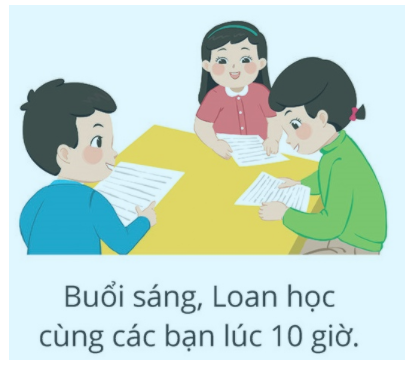 Buổi sáng, Loan học
cùng các bạn lúc 10 giờ.